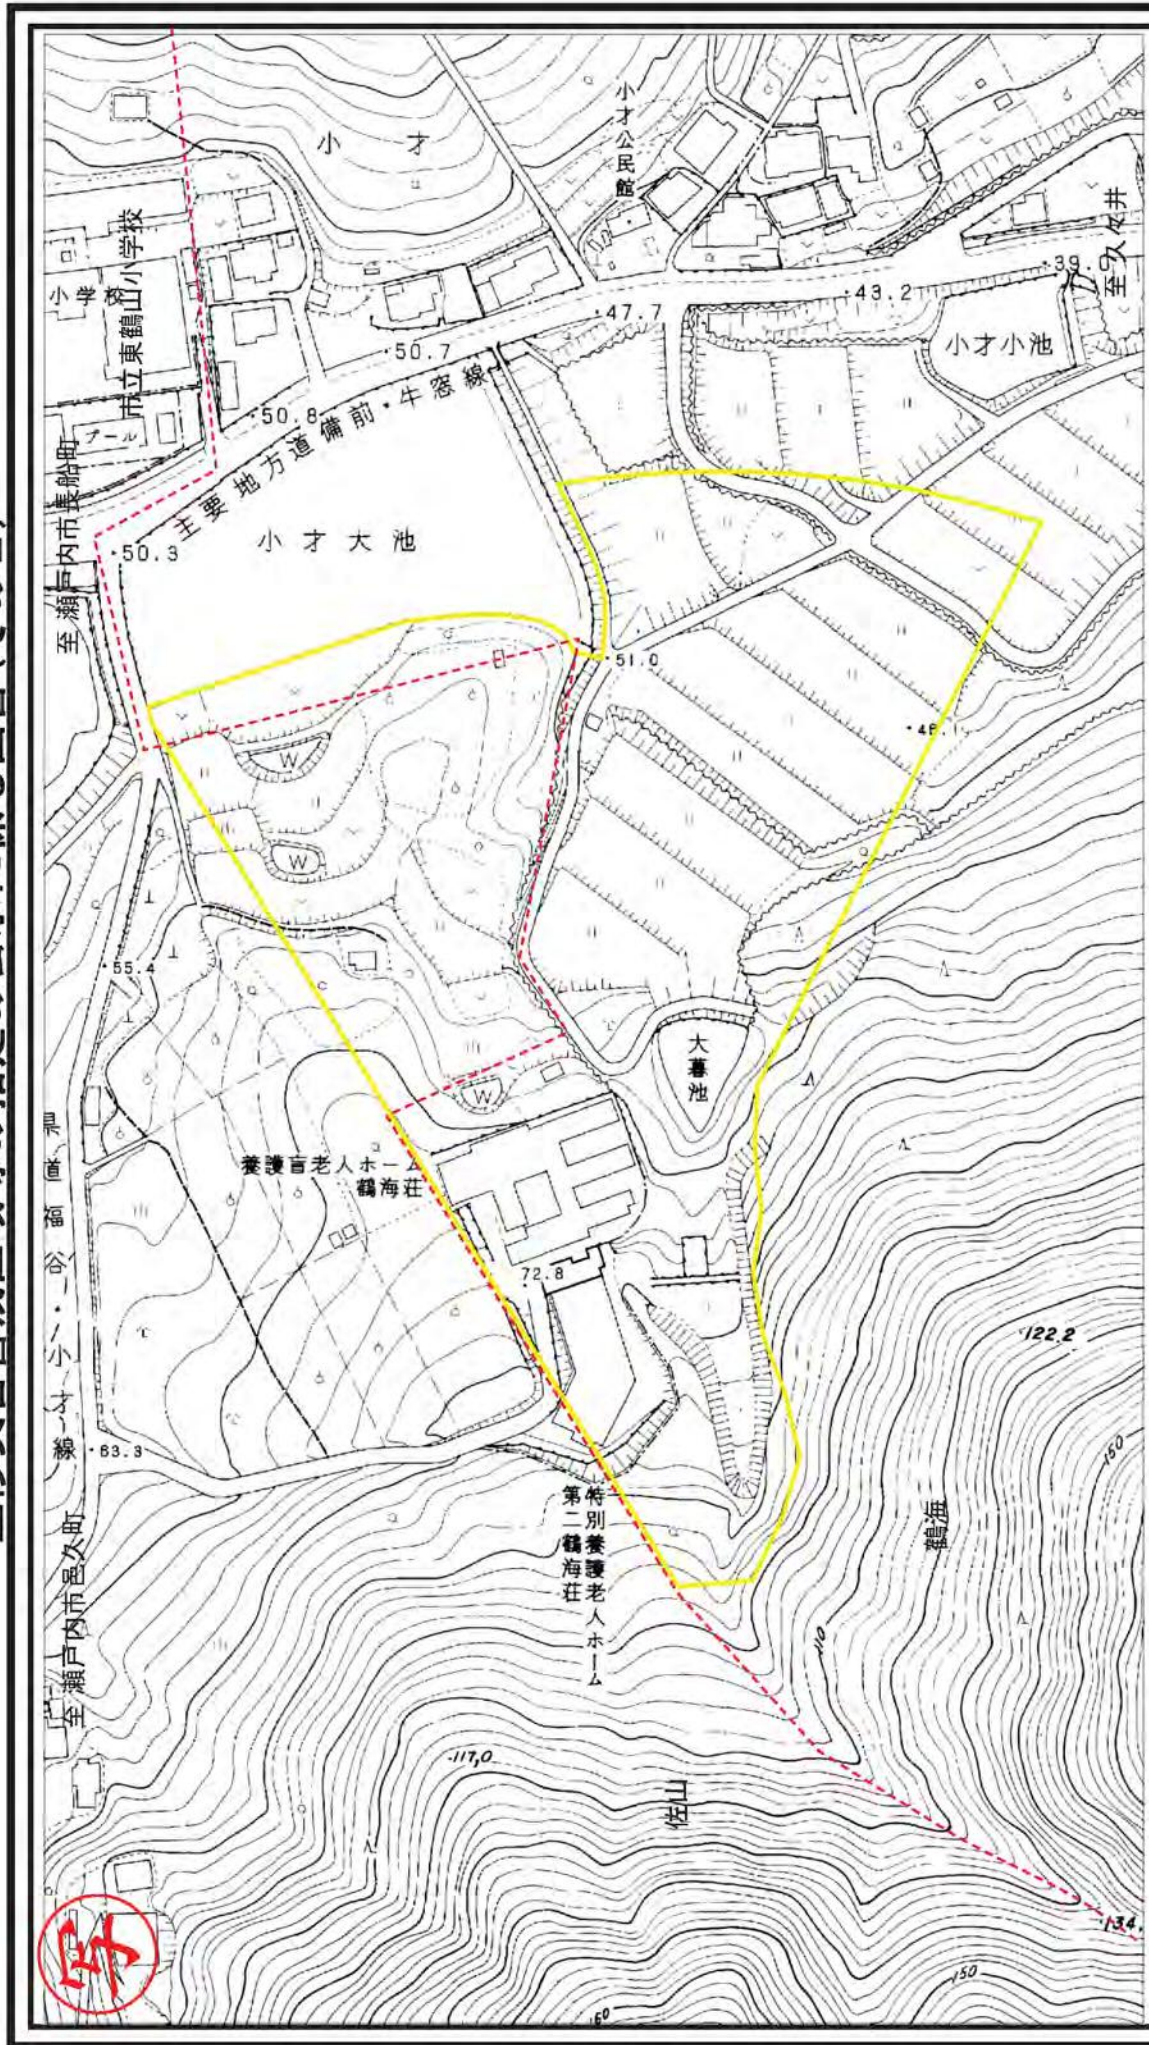 小才
小才公民館
市立東鶴山小学校
小学校
プール
至瀬戸内市長船町
主要地方道備前・牛窓線
小才大池
小才小池
至久々井
39.
43.2
47.7
50.7
50.8
50.3
51.0
48.1
W
W
W
55.4
大暮池
養護盲老人ホーム
鶴海荘
72.8
県道福谷・小才線
63.3
至瀬戸内市邑久町
特別養護老人ホーム
第二鶴海荘
鶴海
佐山
122.2
150
110
117.0
134.
150
写